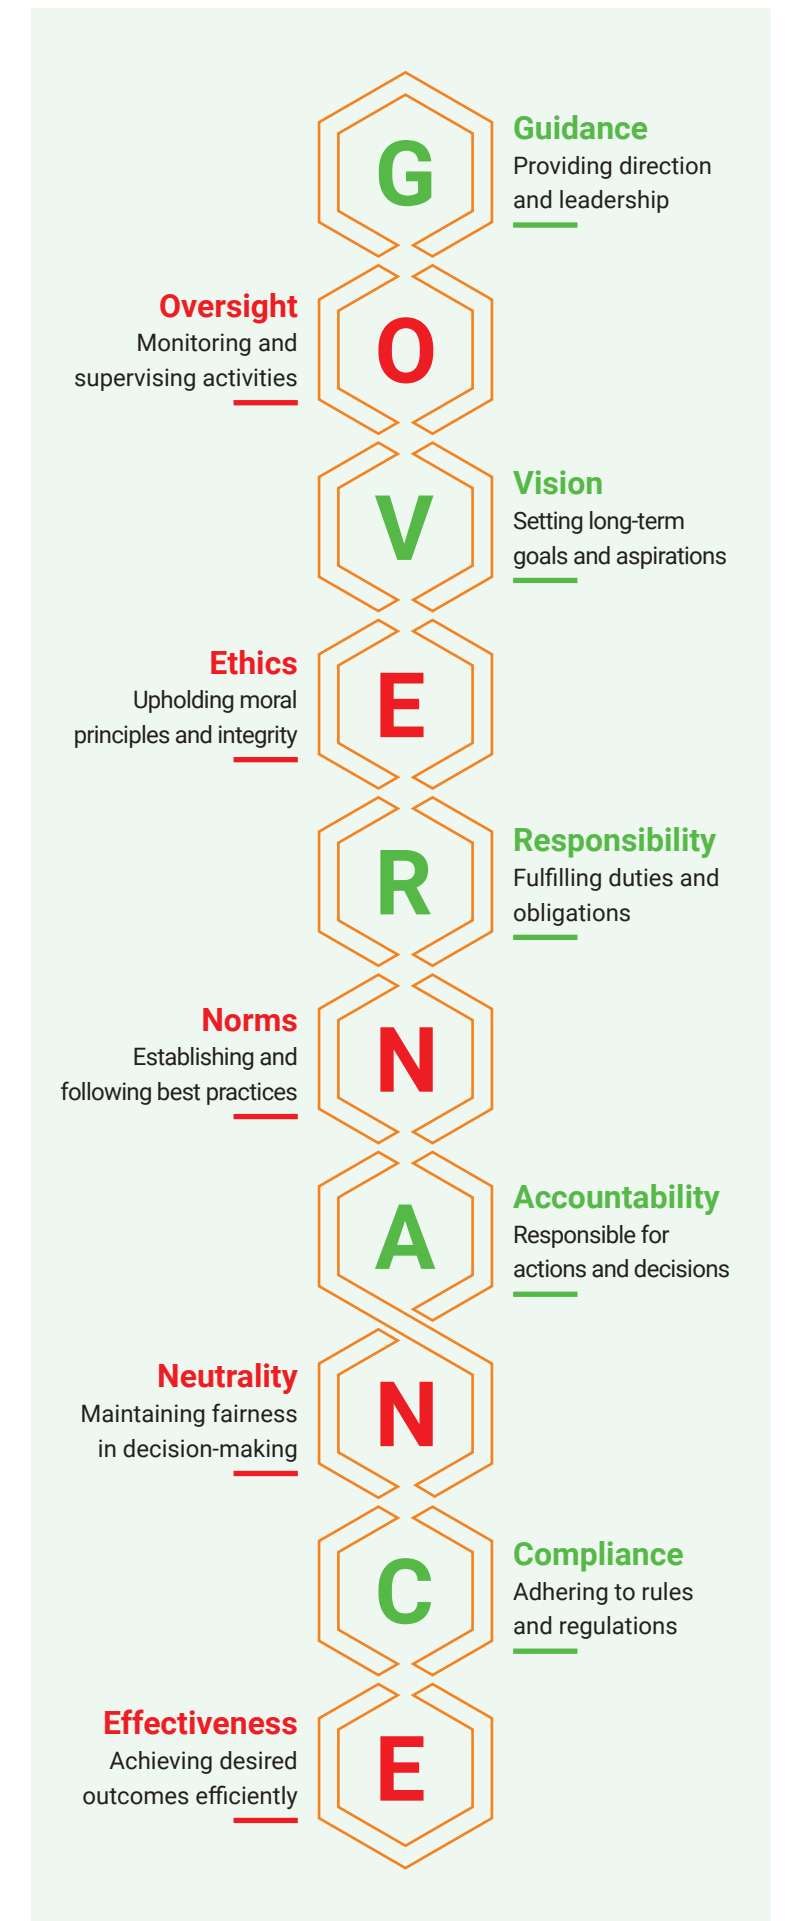 G
Guidance
Providing direction
and leadership
Oversight
Monitoring and
supervising activities
O
V
Vision
Setting long-term
goals and aspirations
Ethics
Upholding moral
principles and integrity
E
R
Responsibility
Fulfilling duties and
obligations
Norms
Establishing and
following best practices
N
A
Accountability
Responsible for
actions and decisions
Neutrality
Maintaining fairness
in decision-making
N
C
Compliance
Adhering to rules
and regulations
Effectiveness
Achieving desired
outcomes efficiently
E